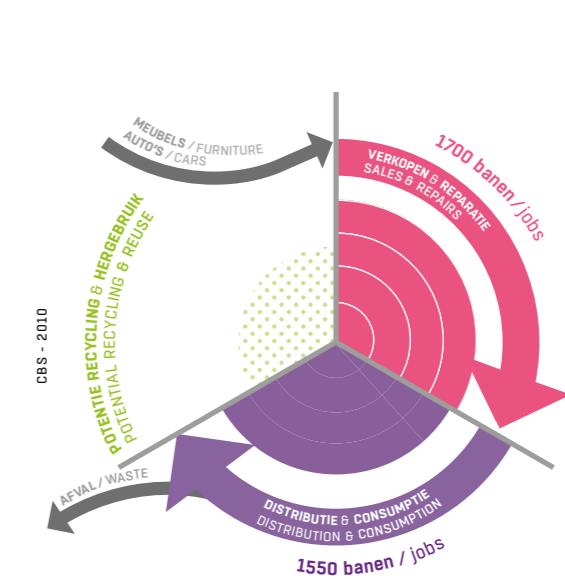 MEUBELS / FURNITURE
AUTO'S / CARS
1700 banen / jobs
VERKOPEN & REPARATIE
SALES & REPAIRS
POTENTIE RECYCLING & HERGEBRUIK
POTENTIAL RECYCLING & REUSE
CBS - 2010
AFVAL / WASTE
DISTRIBUTIE & CONSUMPTIE
DISTRIBUTION & CONSUMPTION
1550 banen / jobs